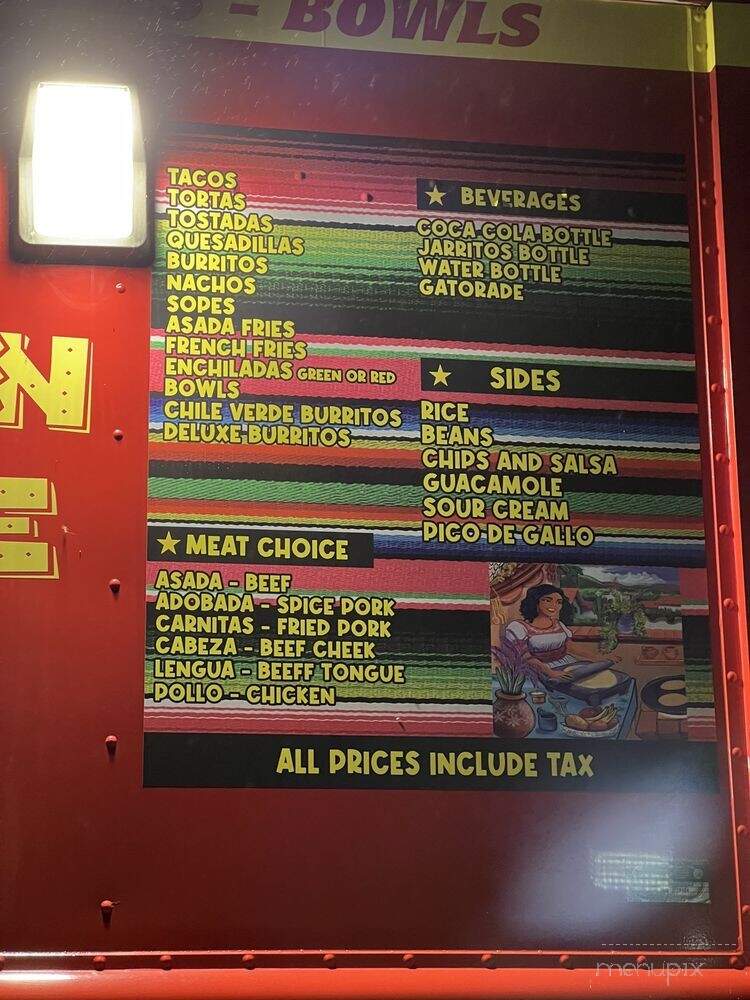 - BOWLS
TACOS
TORTAS
TOSTADAS
QUESADILLAS
BURRITOS
NACHOS
SOPES
ASADA FRIES
FRENCH FRIES
ENCHILADAS GREEN OR RED
BOWLS
CHILE VERDE BURRITOS
DELUXE BURRITOS
MEAT CHOICE
ASADA - BEEF
ADOBADA - SPICE PORK
CARNITAS - FRIED PORK
CABEZA - BEEF CHEEK
LENGUA - BEEFF TONGUE
POLLO - CHICKEN
BEVERAGES
COCA COLA BOTTLE
JARRITOS BOTTLE
WATER BOTTLE
GATORADE
SIDES
RICE
BEANS
CHIPS AND SALSA
GUACAMOLE
SOUR CREAM
PICO DE GALLO
ALL PRICES INCLUDE TAX
N
E
menupix